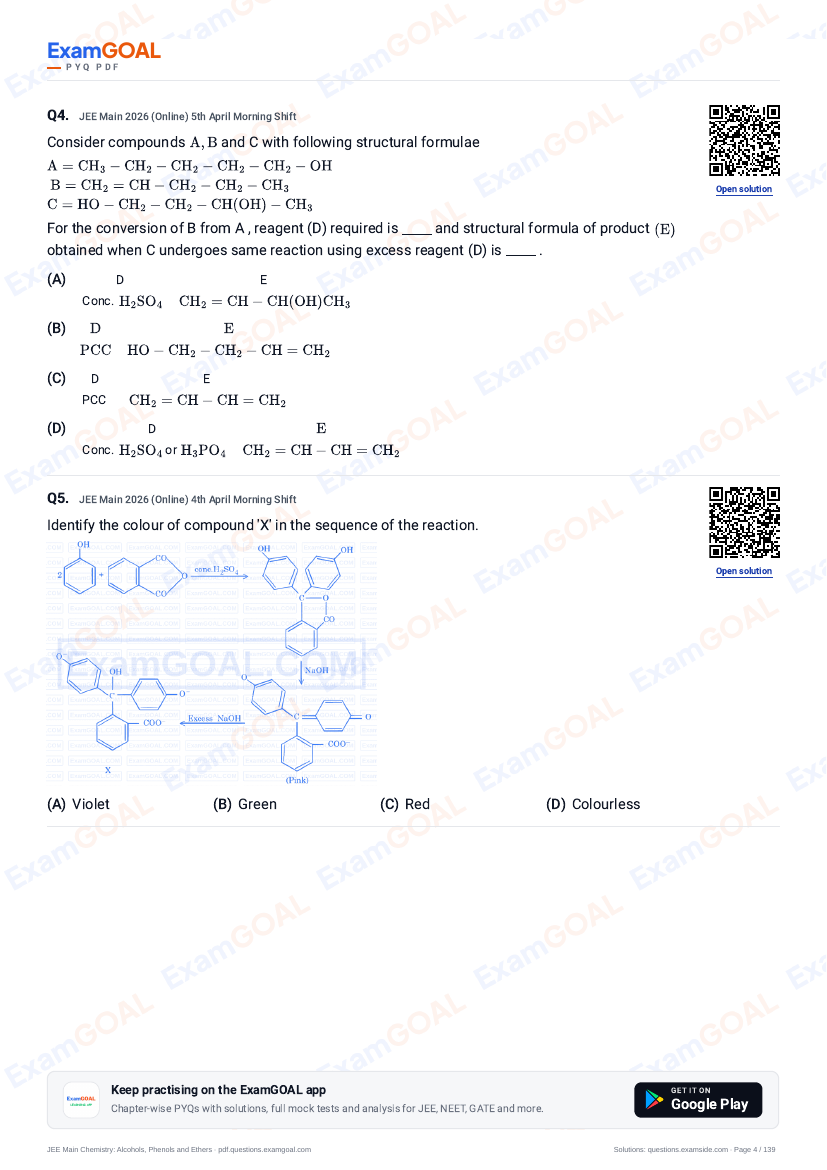 ExamGOAL
PYQ PDF
Q4. JEE Main 2026 (Online) 5th April Morning Shift
Consider compounds A, B and C with following structural formulae
A = CH₃ − CH₂ − CH₂ − CH₂ − CH₂ − OH
B = CH₂ = CH − CH₂ − CH₂ − CH₃
C = HO − CH₂ − CH₂ − CH(OH) − CH₃
Open solution
For the conversion of B from A , reagent (D) required is ____ and structural formula of product (E)
obtained when C undergoes same reaction using excess reagent (D) is ____ .
(A) D E
Conc. H₂SO₄ CH₂ = CH − CH(OH)CH₃
(B) D E
PCC HO − CH₂ − CH₂ − CH = CH₂
(C) D E
PCC CH₂ = CH − CH = CH₂
(D) D E
Conc. H₂SO₄ or H₃PO₄ CH₂ = CH − CH = CH₂
Q5. JEE Main 2026 (Online) 4th April Morning Shift
Identify the colour of compound 'X' in the sequence of the reaction.
Open solution
OH
2 + CO O CO
conc H₂SO₄
OH OH
C O
CO
NaOH
O⁻ OH
C O⁻
COO⁻
X
Excess NaOH
O
C O
COO⁻
(Pink)
ExamGOAL.COM
(A) Violet (B) Green (C) Red (D) Colourless
Keep practising on the ExamGOAL app
Chapter-wise PYQs with solutions, full mock tests and analysis for JEE, NEET, GATE and more.
GET IT ON
Google Play
JEE Main Chemistry: Alcohols, Phenols and Ethers · pdf.questions.examgoal.com
Solutions: questions.examside.com · Page 4 / 139